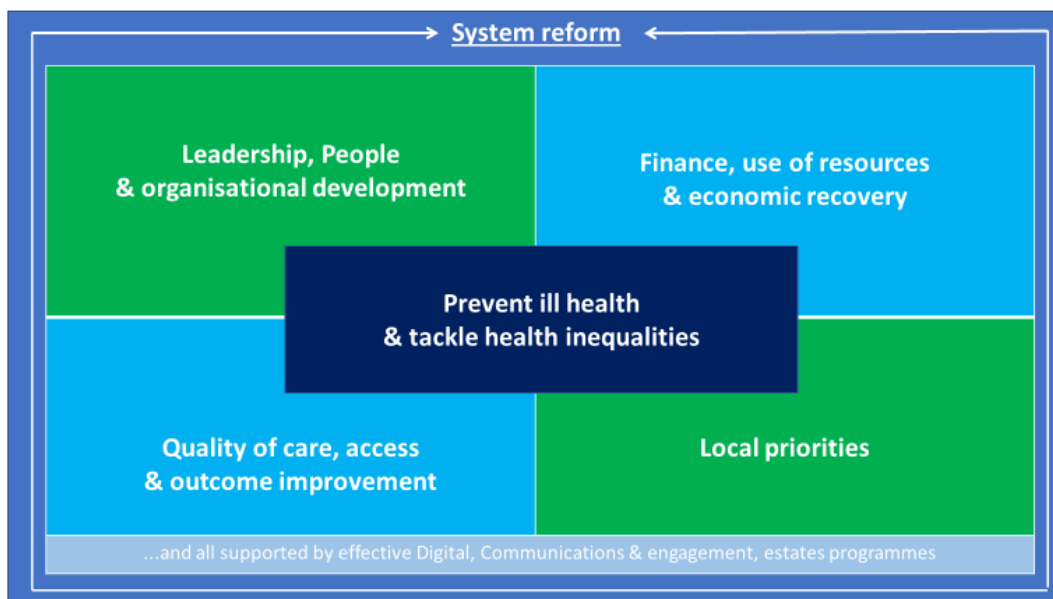 System reform
Leadership, People
& organisational development
Finance, use of resources
& economic recovery
Prevent ill health
& tackle health inequalities
Quality of care, access
& outcome improvement
Local priorities
...and all supported by effective Digital, Communications & engagement, estates programmes